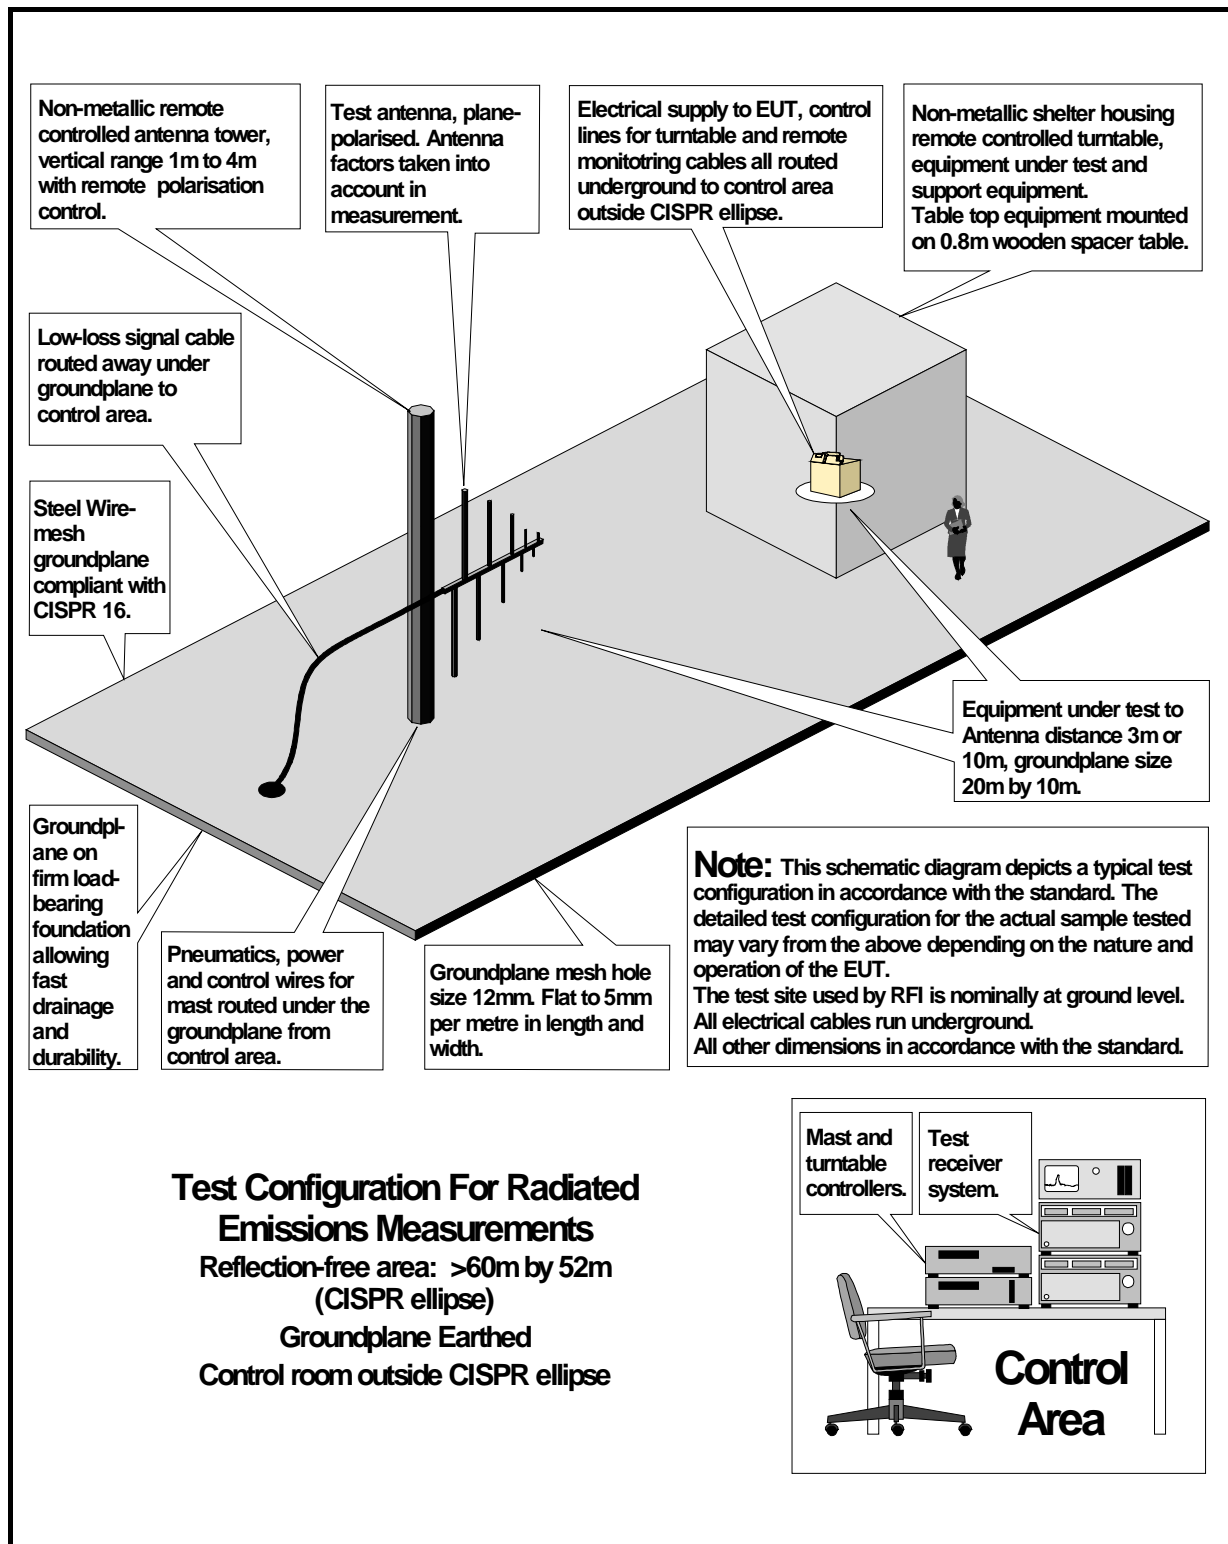 Non-metallic remote
controlled antenna tower,
vertical range 1m to 4m
with remote polarisation
control.
Test antenna, plane-
polarised. Antenna
factors taken into
account in
measurement.
Electrical supply to EUT, control
lines for turntable and remote
monitotring cables all routed
underground to control area
outside CISPR ellipse.
Non-metallic shelter housing
remote controlled turntable,
equipment under test and
support equipment.
Table top equipment mounted
on 0.8m wooden spacer table.
Low-loss signal cable
routed away under
groundplane to
control area.
Steel Wire-
mesh
groundplane
compliant with
CISPR 16.
Equipment under test to
Antenna distance 3m or
10m, groundplane size
20m by 10m.
Groundpl-
ane on
firm load-
bearing
foundation
allowing
fast
drainage
and
durability.
Pneumatics, power
and control wires for
mast routed under the
groundplane from
control area.
Groundplane mesh hole
size 12mm. Flat to 5mm
per metre in length and
width.
Note: This schematic diagram depicts a typical test
configuration in accordance with the standard. The
detailed test configuration for the actual sample tested
may vary from the above depending on the nature and
operation of the EUT.
The test site used by RFI is nominally at ground level.
All electrical cables run underground.
All other dimensions in accordance with the standard.
Test Configuration For Radiated
Emissions Measurements
Reflection-free area: >60m by 52m
(CISPR ellipse)
Groundplane Earthed
Control room outside CISPR ellipse
Mast and
turntable
controllers.
Test
receiver
system.
Control
Area